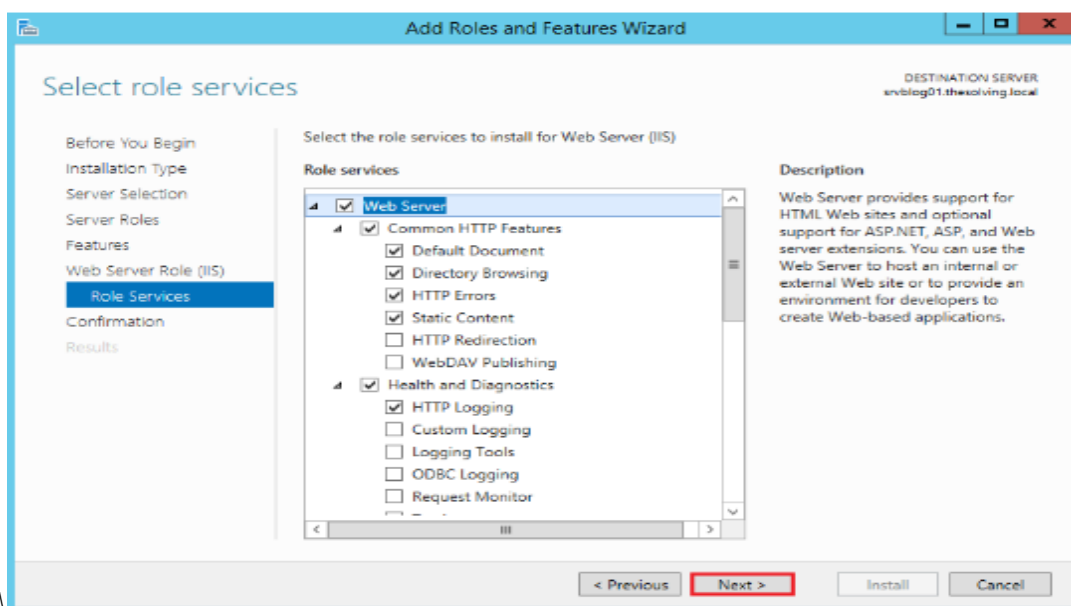 Add Roles and Features Wizard
Select role services
DESTINATION SERVER
srvblog01.thesolving.local
Before You Begin
Installation Type
Server Selection
Server Roles
Features
Web Server Role (IIS)
Role Services
Confirmation
Results
Select the role services to install for Web Server (IIS)
Role services
Web Server
Common HTTP Features
Default Document
Directory Browsing
HTTP Errors
Static Content
HTTP Redirection
WebDAV Publishing
Health and Diagnostics
HTTP Logging
Custom Logging
Logging Tools
ODBC Logging
Request Monitor
Description
Web Server provides support for
HTML Web sites and optional
support for ASP.NET, ASP, and Web
server extensions. You can use the
Web Server to host an internal or
external Web site or to provide an
environment for developers to
create Web-based applications.
< Previous
Next >
Install
Cancel